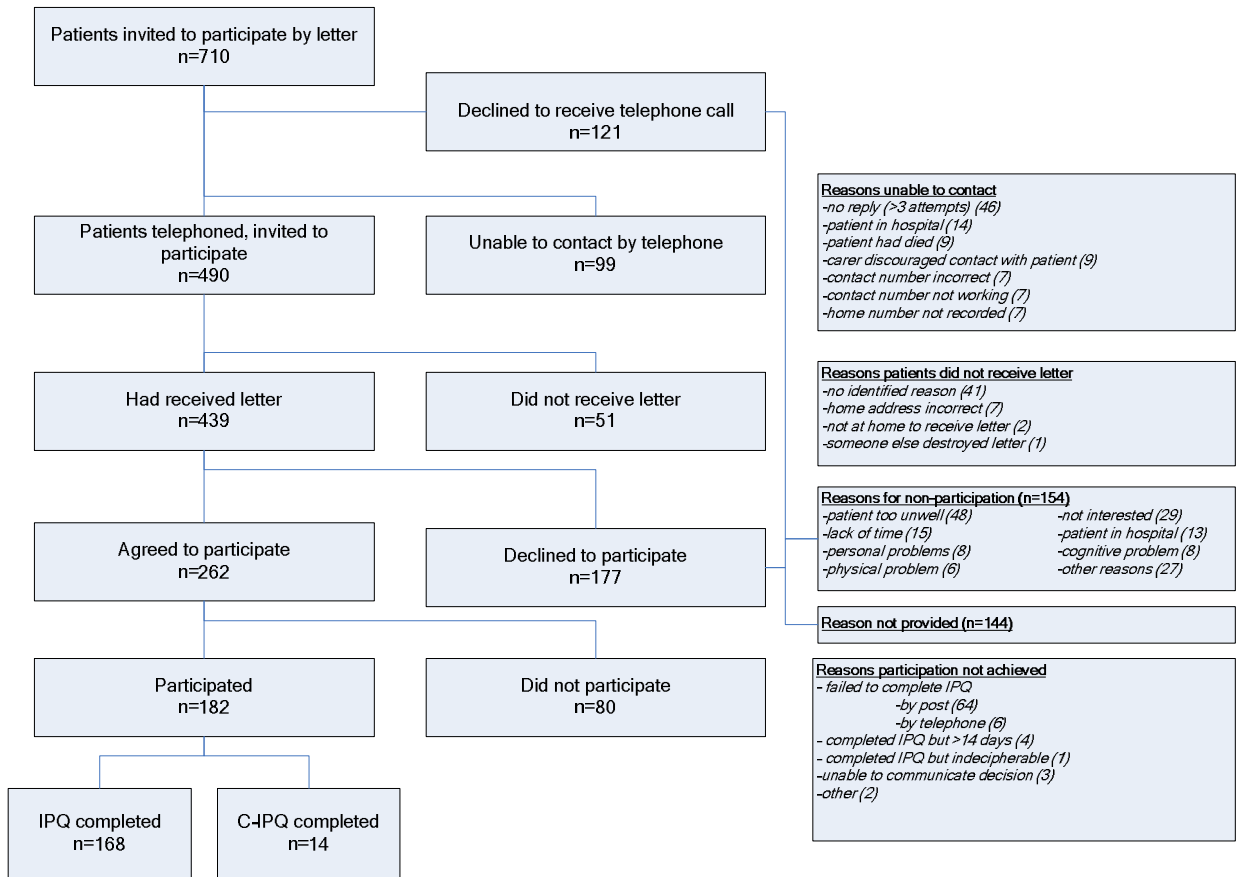 Patients invited to participate by letter
n=710
Declined to receive telephone call
n=121
Patients telephoned, invited to
participate
n=490
Unable to contact by telephone
n=99
Reasons unable to contact
-no reply (>3 attempts) (46)
-patient in hospital (14)
-patient had died (9)
-carer discouraged contact with patient (9)
-contact number incorrect (7)
-contact number not working (7)
-home number not recorded (7)
Had received letter
n=439
Did not receive letter
n=51
Reasons patients did not receive letter
-no identified reason (41)
-home address incorrect (7)
-not at home to receive letter (2)
-someone else destroyed letter (1)
Agreed to participate
n=262
Declined to participate
n=177
Reasons for non-participation (n=154)
-patient too unwell (48) -not interested (29)
-lack of time (15) -patient in hospital (13)
-personal problems (8) -cognitive problem (8)
-physical problem (6) -other reasons (27)
Reason not provided (n=144)
Participated
n=182
Did not participate
n=80
Reasons participation not achieved
- failed to complete IPQ
-by post (64)
-by telephone (6)
- completed IPQ but >14 days (4)
- completed IPQ but indecipherable (1)
-unable to communicate decision (3)
-other (2)
IPQ completed
n=168
C-IPQ completed
n=14